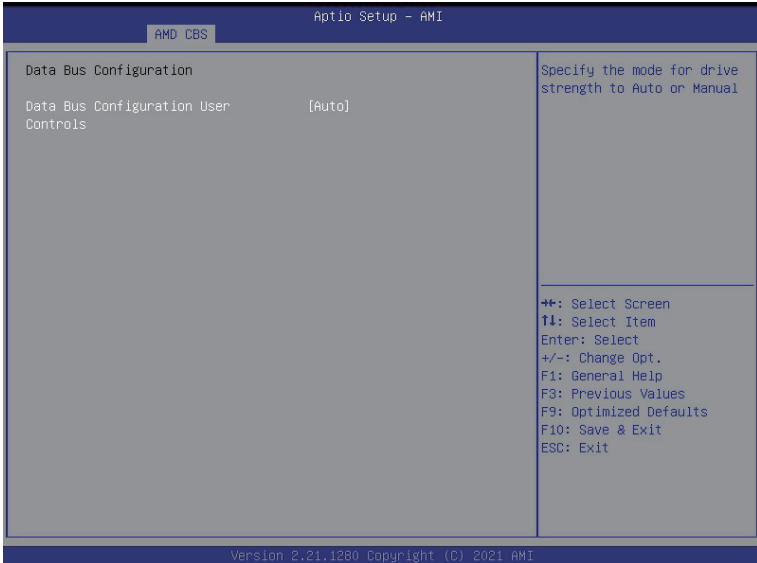 Aptio Setup – AMI
AMD CBS
Data Bus Configuration
Data Bus Configuration User [Auto]
Controls
Specify the mode for drive
strength to Auto or Manual
→←: Select Screen
↑↓: Select Item
Enter: Select
+/-: Change Opt.
F1: General Help
F3: Previous Values
F9: Optimized Defaults
F10: Save & Exit
ESC: Exit
Version 2.21.1280 Copyright (C) 2021 AMI